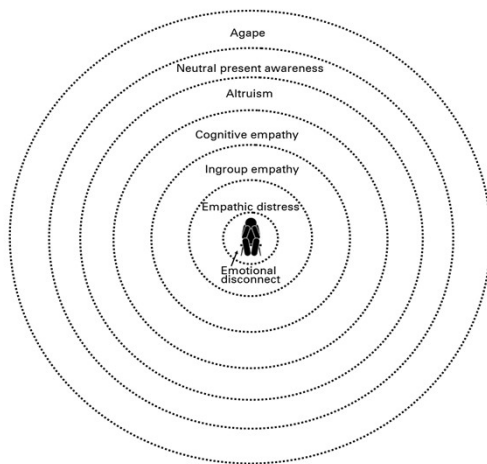 Agape
Neutral present awareness
Altruism
Cognitive empathy
Ingroup empathy
Empathic distress
Emotional
disconnect